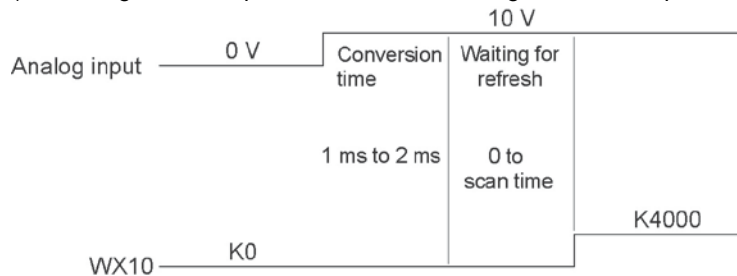 10 V
0 V
Analog input
Conversion time
Waiting for refresh
1 ms to 2 ms
0 to scan time
K4000
K0
WX10